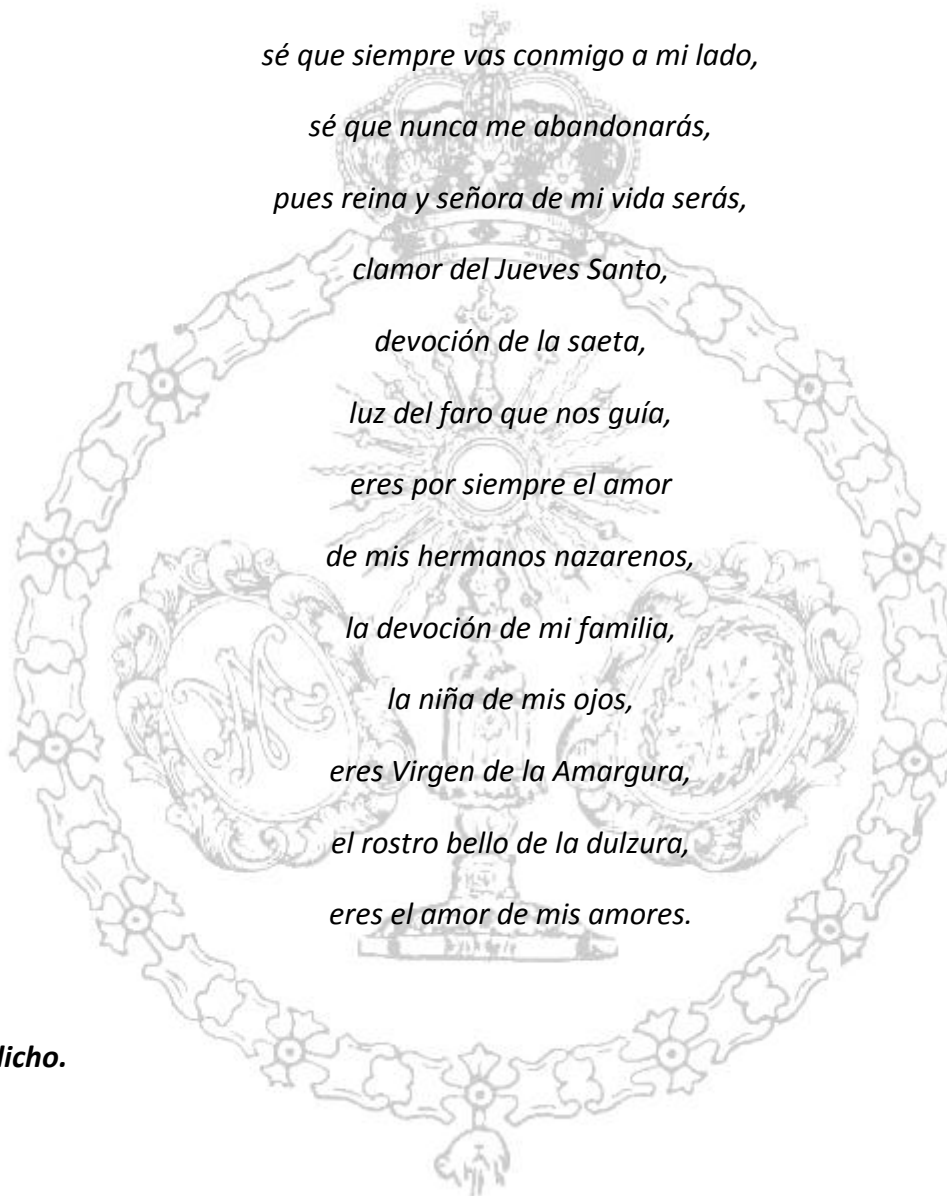 sé que siempre vas conmigo a mi lado,
sé que nunca me abandonarás,
pues reina y señora de mi vida serás,
clamor del Jueves Santo,
devoción de la saeta,
luz del faro que nos guía,
eres por siempre el amor
de mis hermanos nazarenos,
la devoción de mi familia,
la niña de mis ojos,
eres Virgen de la Amargura,
el rostro bello de la dulzura,
eres el amor de mis amores.
licho.